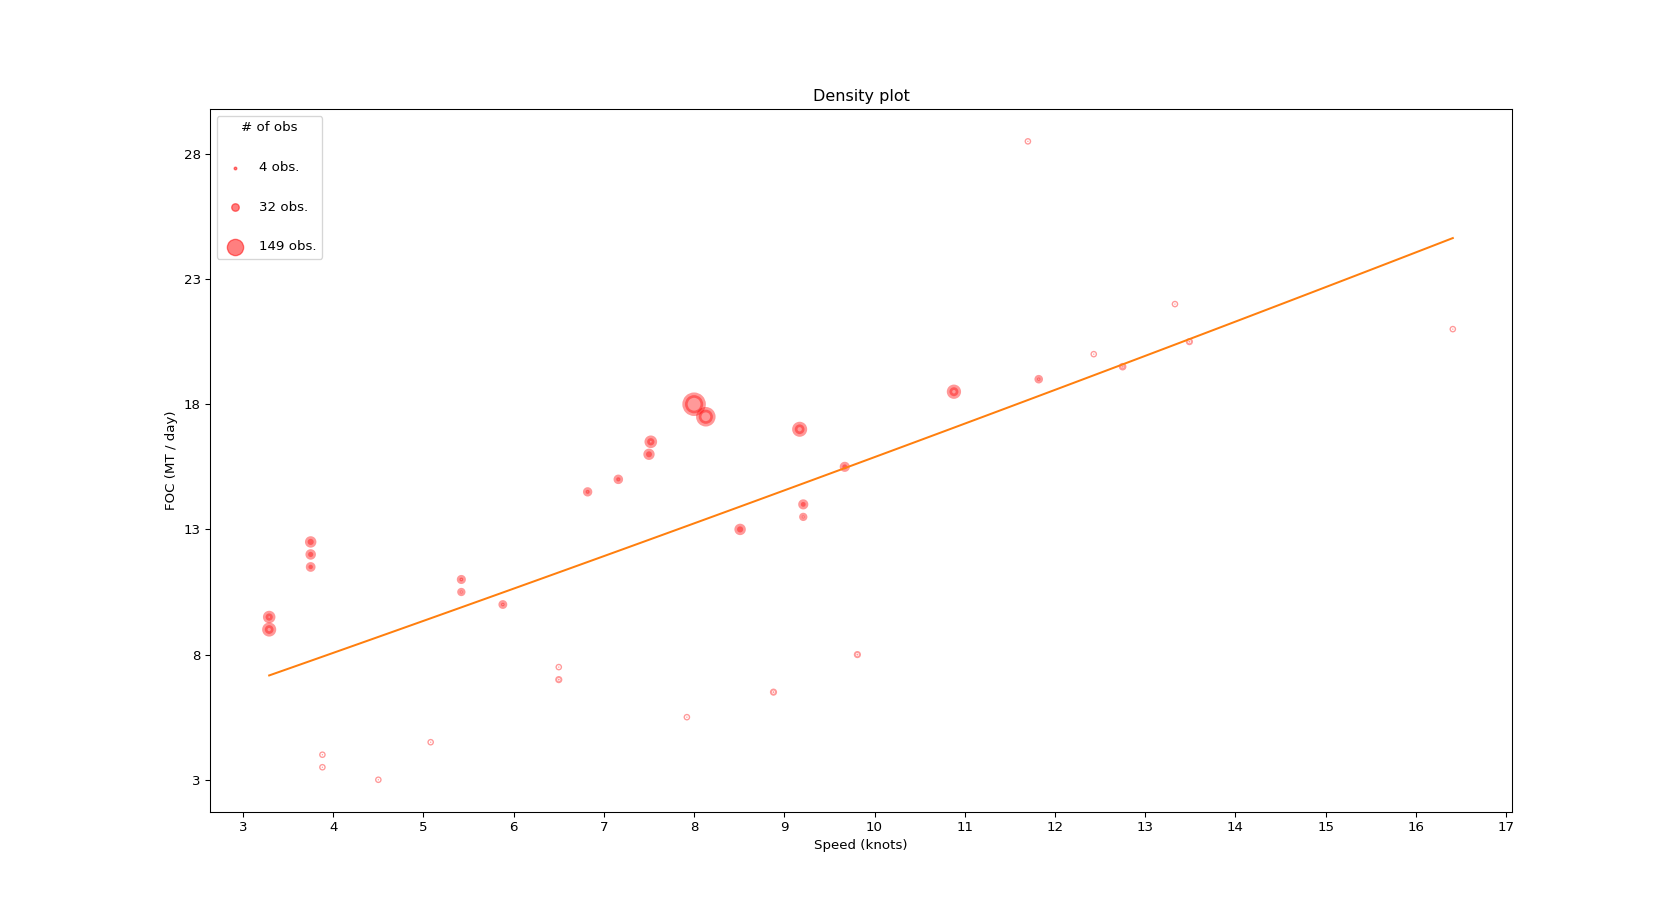 Density plot
# of obs
4 obs.
32 obs.
149 obs.
28
23
18
13
8
3
FOC (MT / day)
3 4 5 6 7 8 9 10 11 12 13 14 15 16 17
Speed (knots)